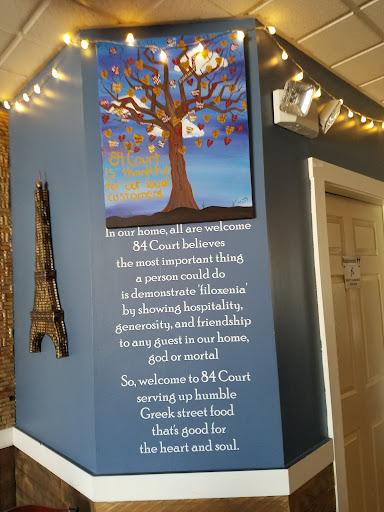 84 Court
is thankful
for our loyal
customers!
In our home, all are welcome
84 Court believes
the most important thing
a person could do
is demonstrate 'filoxenia'
by showing hospitality,
generosity, and friendship
to any guest in our home,
god or mortal
So, welcome to 84 Court
serving up humble
Greek street food
that's good for
the heart and soul.